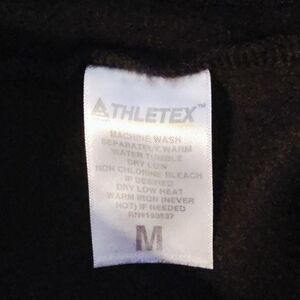 ATHLETEX™
MACHINE WASH
SEPARATELY, WARM
WATER TUMBLE
DRY LOW
NON CHLORINE BLEACH
IF DESIRED
DRY LOW HEAT
WARM IRON (NEVER
HOT) IF NEEDED
M